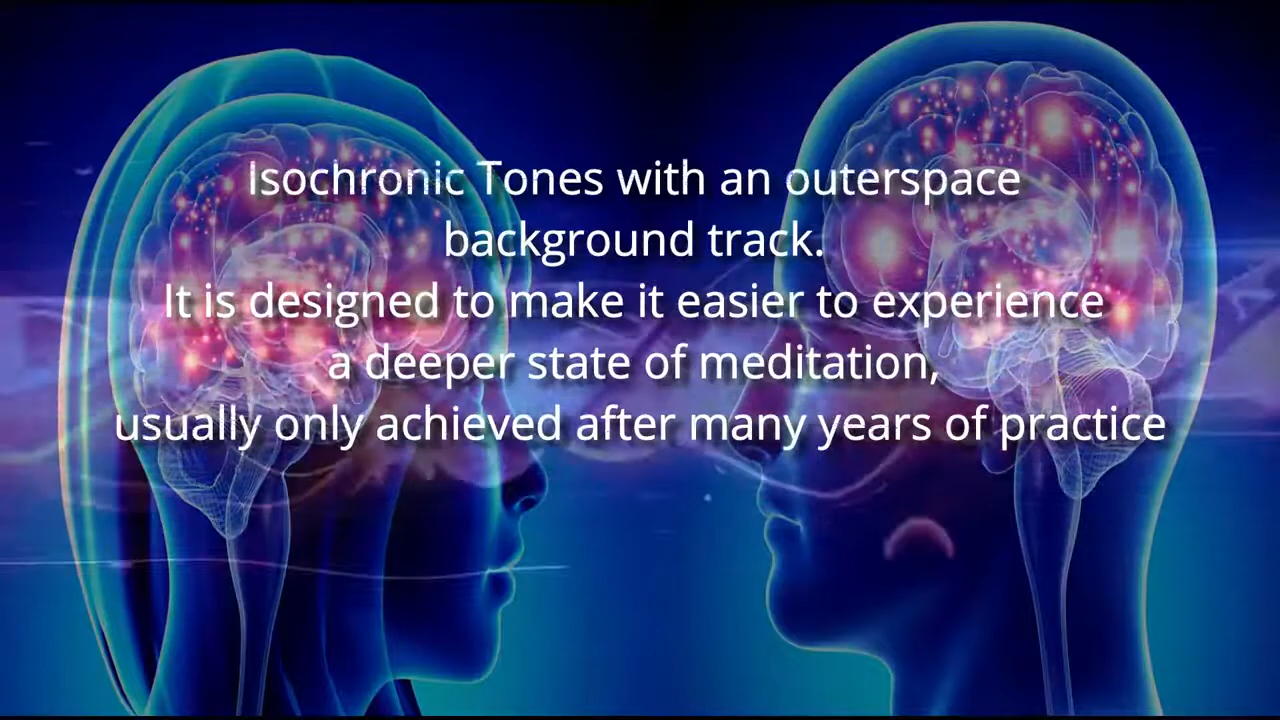 Isochronic Tones with an outerspace
background track.
It is designed to make it easier to experience
a deeper state of meditation,
usually only achieved after many years of practice